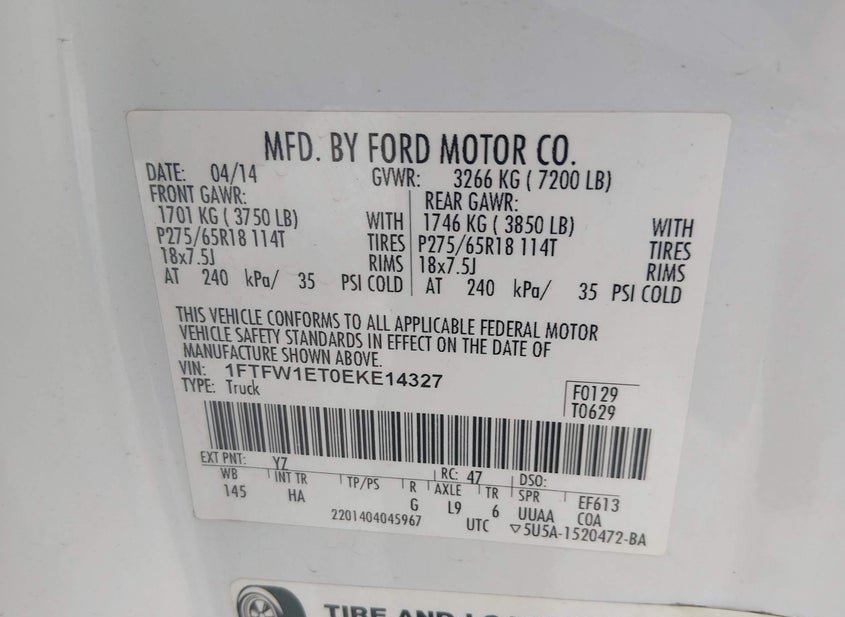 MFD. BY FORD MOTOR CO.
DATE: 04/14 GVWR: 3266 KG ( 7200 LB)
FRONT GAWR: REAR GAWR:
1701 KG ( 3750 LB) WITH 1746 KG ( 3850 LB) WITH
P275/65R18 114T TIRES P275/65R18 114T TIRES
18x7.5J RIMS 18x7.5J RIMS
AT 240 kPa/ 35 PSI COLD AT 240 kPa/ 35 PSI COLD
THIS VEHICLE CONFORMS TO ALL APPLICABLE FEDERAL MOTOR
VEHICLE SAFETY STANDARDS IN EFFECT ON THE DATE OF
MANUFACTURE SHOWN ABOVE.
VIN: 1FTFW1ET0EKE14327
TYPE: Truck
F0129
T0629
EXT PNT: YZ RC: 47 DSO:
WB INT TR TP/PS R AXLE TR SPR EF613
145 HA G L9 6 UUAA COA
2201404045967 UTC ▽5U5A-1520472-BA
TIRE AND